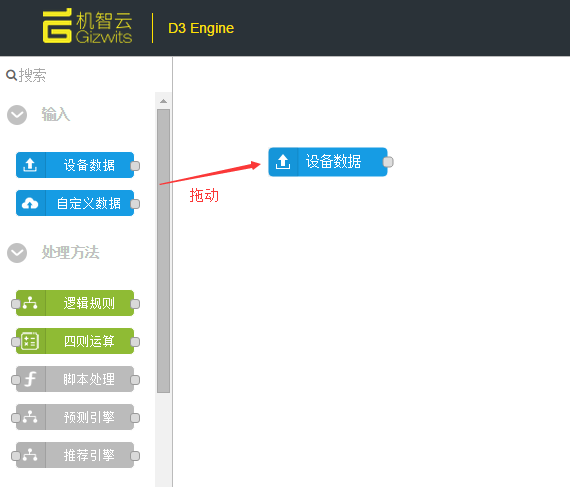 机智云
Gizwits
D3 Engine
搜索
输入
设备数据
自定义数据
处理方法
逻辑规则
四则运算
脚本处理
预测引擎
推荐引擎
设备数据
拖动